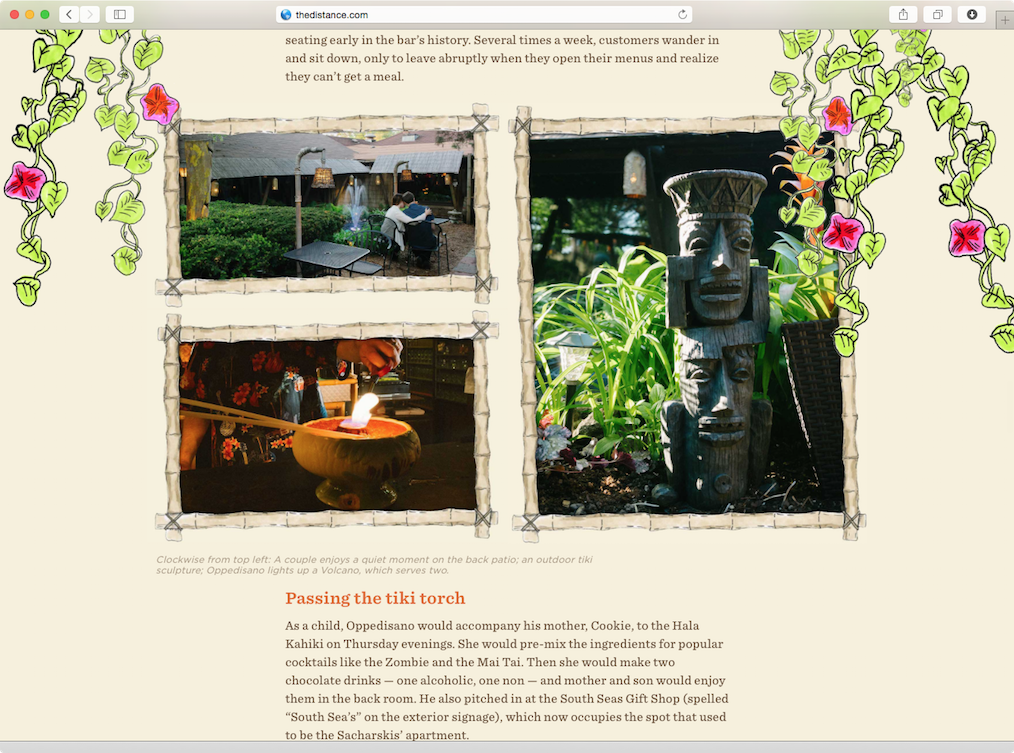 thedistance.com
seating early in the bar’s history. Several times a week, customers wander in
and sit down, only to leave abruptly when they open their menus and realize
they can’t get a meal.
Clockwise from top left: A couple enjoys a quiet moment on the back patio; an outdoor tiki
sculpture; Oppedisano lights up a Volcano, which serves two.
Passing the tiki torch
As a child, Oppedisano would accompany his mother, Cookie, to the Hala
Kahiki on Thursday evenings. She would pre-mix the ingredients for popular
cocktails like the Zombie and the Mai Tai. Then she would make two
chocolate drinks — one alcoholic, one non — and mother and son would enjoy
them in the back room. He also pitched in at the South Seas Gift Shop (spelled
“South Sea’s” on the exterior signage), which now occupies the spot that used
to be the Sacharskis’ apartment.